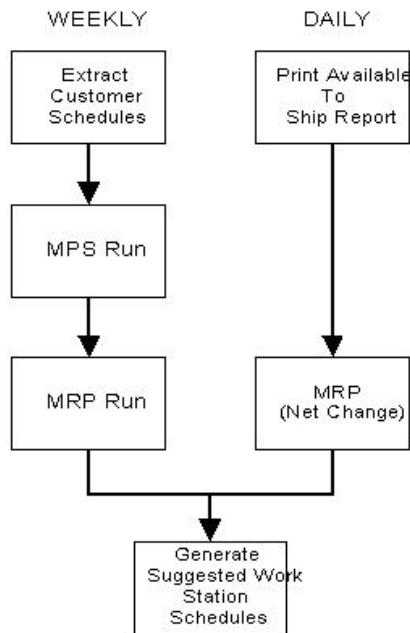 WEEKLY
DAILY
Extract
Customer
Schedules
Print Available
To
Ship Report
MPS Run
MRP Run
MRP
(Net Change)
Generate
Suggested Work
Station
Schedules